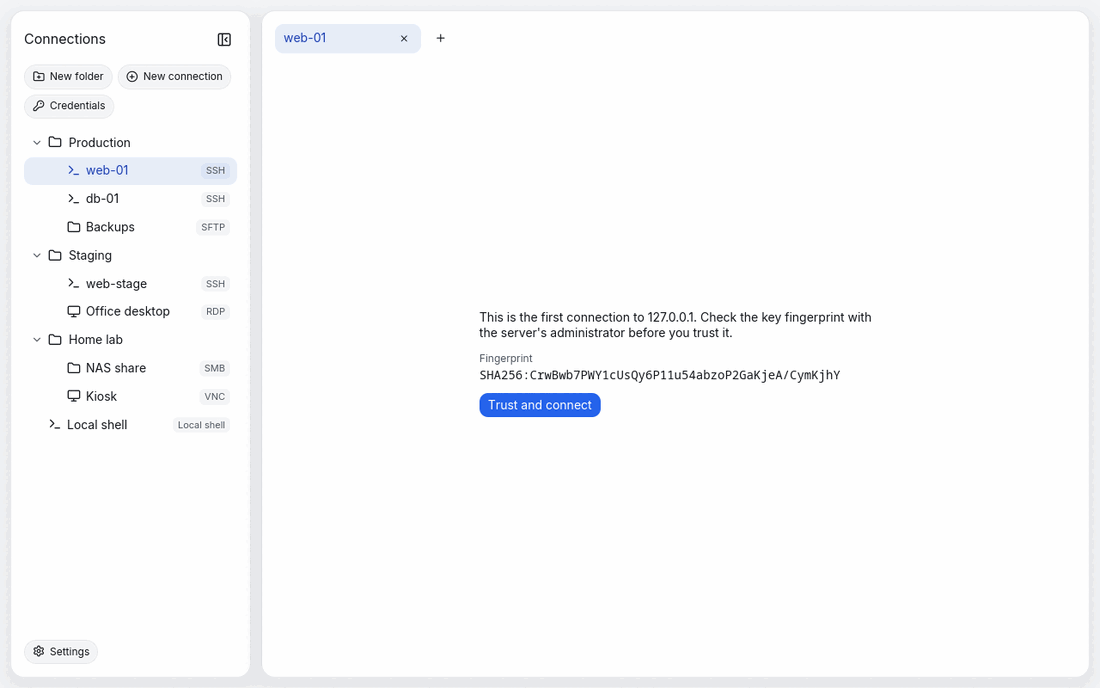 Connections
New folder
New connection
Credentials
Production
web-01 SSH
db-01 SSH
Backups SFTP
Staging
web-stage SSH
Office desktop RDP
Home lab
NAS share SMB
Kiosk VNC
Local shell Local shell
Settings
web-01
This is the first connection to 127.0.0.1. Check the key fingerprint with
the server's administrator before you trust it.
Fingerprint
SHA256:CrwBwb7PWY1cUsQy6P11u54abzoP2GaKjeA/CymKjhY
Trust and connect